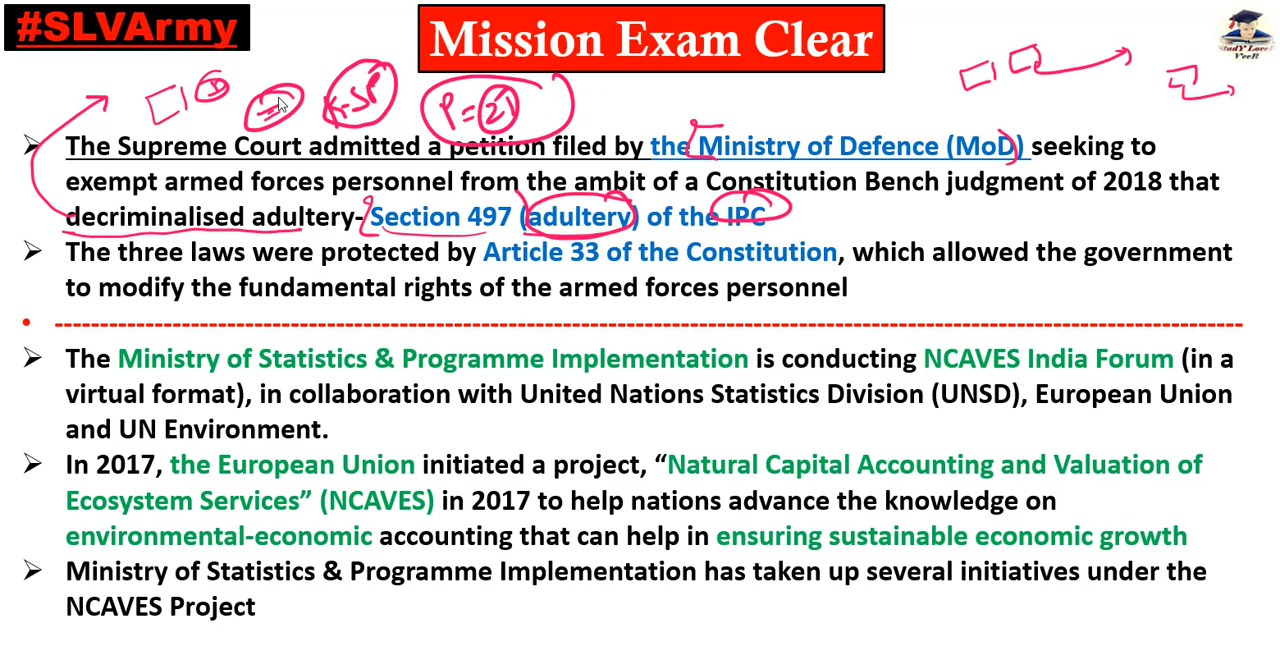 #SLVArmy
Mission Exam Clear
StudY LoveR
VeeR
K-SP
P = 21
➤ The Supreme Court admitted a petition filed by the Ministry of Defence (MoD) seeking to
exempt armed forces personnel from the ambit of a Constitution Bench judgment of 2018 that
decriminalised adultery- Section 497 (adultery) of the IPC
➤ The three laws were protected by Article 33 of the Constitution, which allowed the government
to modify the fundamental rights of the armed forces personnel
• ------------------------------------------------------------
➤ The Ministry of Statistics & Programme Implementation is conducting NCAVES India Forum (in a
virtual format), in collaboration with United Nations Statistics Division (UNSD), European Union
and UN Environment.
➤ In 2017, the European Union initiated a project, “Natural Capital Accounting and Valuation of
Ecosystem Services” (NCAVES) in 2017 to help nations advance the knowledge on
environmental-economic accounting that can help in ensuring sustainable economic growth
➤ Ministry of Statistics & Programme Implementation has taken up several initiatives under the
NCAVES Project